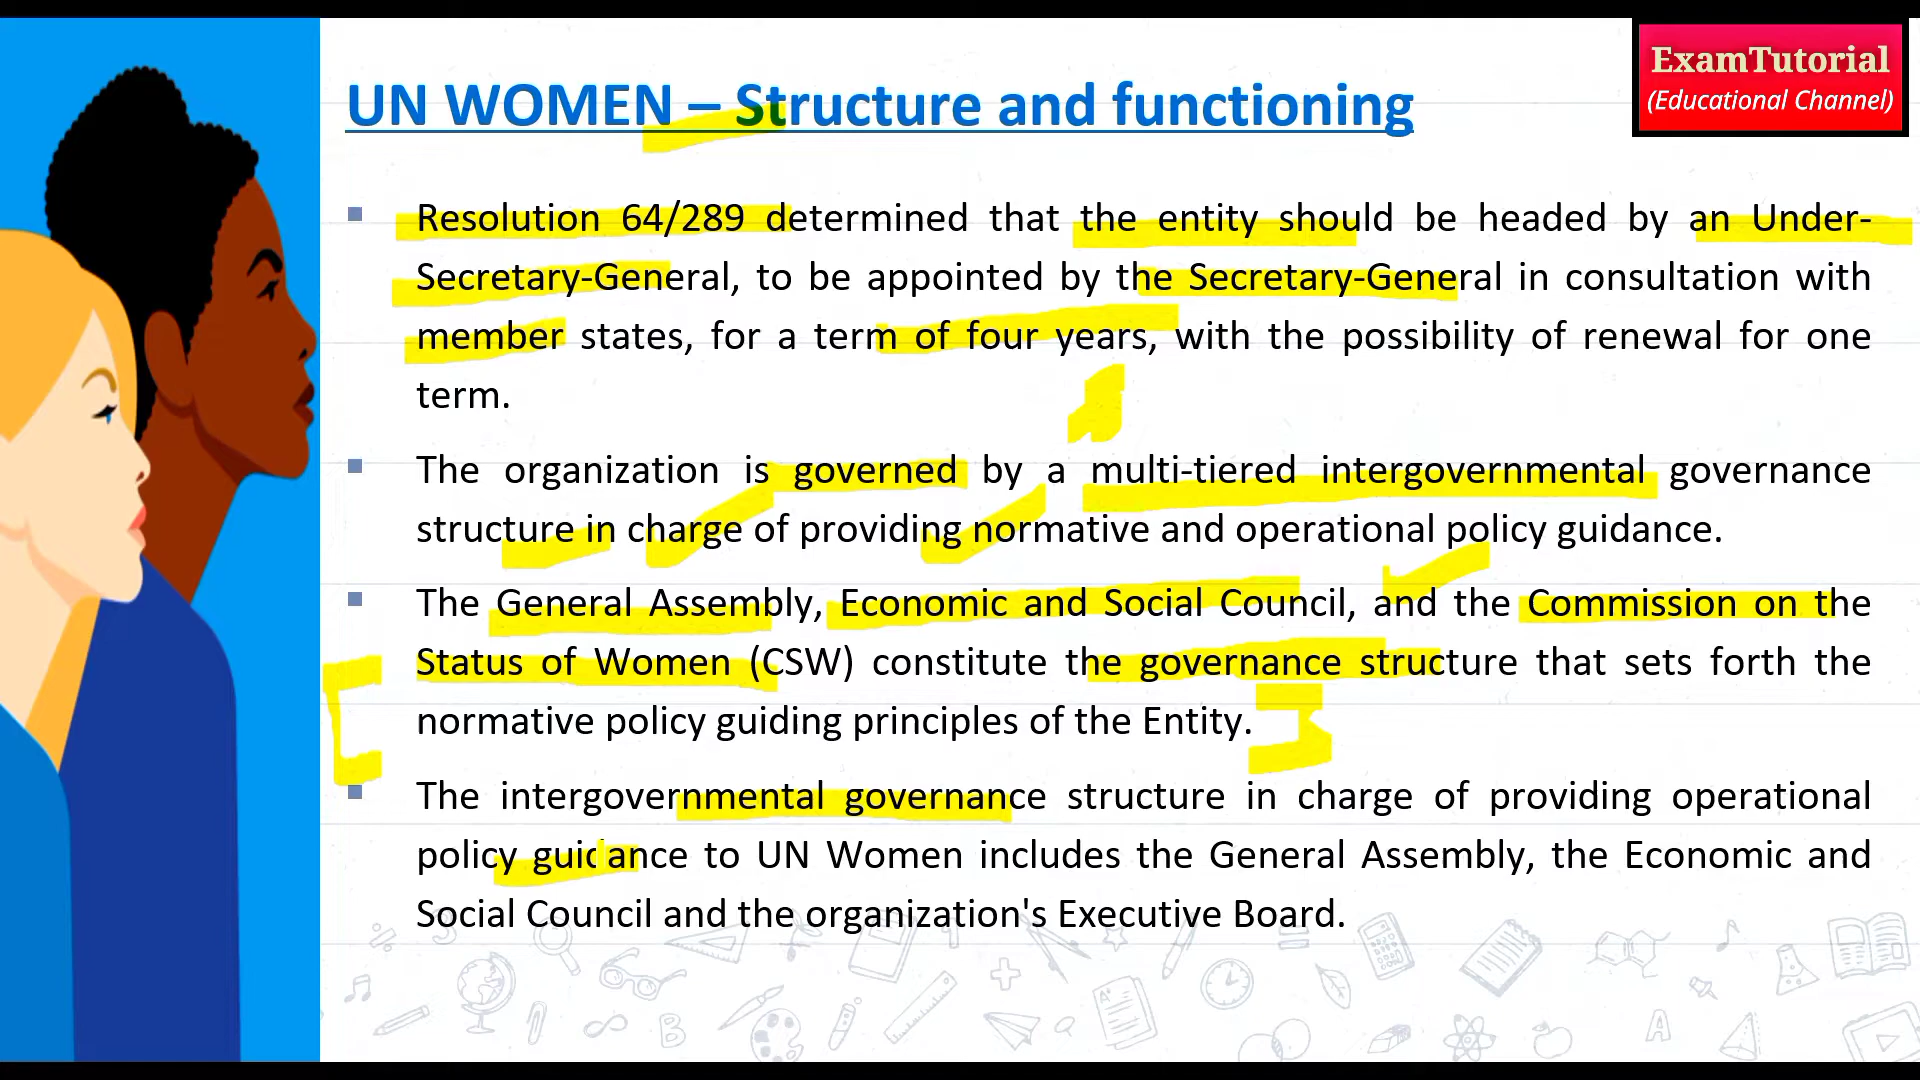 ExamTutorial
(Educational Channel)
UN WOMEN – Structure and functioning
Resolution 64/289 determined that the entity should be headed by an Under-
Secretary-General, to be appointed by the Secretary-General in consultation with
member states, for a term of four years, with the possibility of renewal for one
term.
The organization is governed by a multi-tiered intergovernmental governance
structure in charge of providing normative and operational policy guidance.
The General Assembly, Economic and Social Council, and the Commission on the
Status of Women (CSW) constitute the governance structure that sets forth the
normative policy guiding principles of the Entity.
The intergovernmental governance structure in charge of providing operational
policy guidance to UN Women includes the General Assembly, the Economic and
Social Council and the organization's Executive Board.